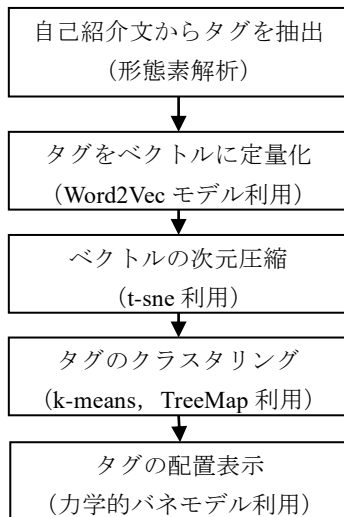 自己紹介文からタグを抽出
（形態素解析）
タグをベクトルに定量化
（Word2Vec モデル利用）
ベクトルの次元圧縮
（t-sne 利用）
タグのクラスタリング
（k-means，TreeMap 利用）
タグの配置表示
（力学的バネモデル利用）